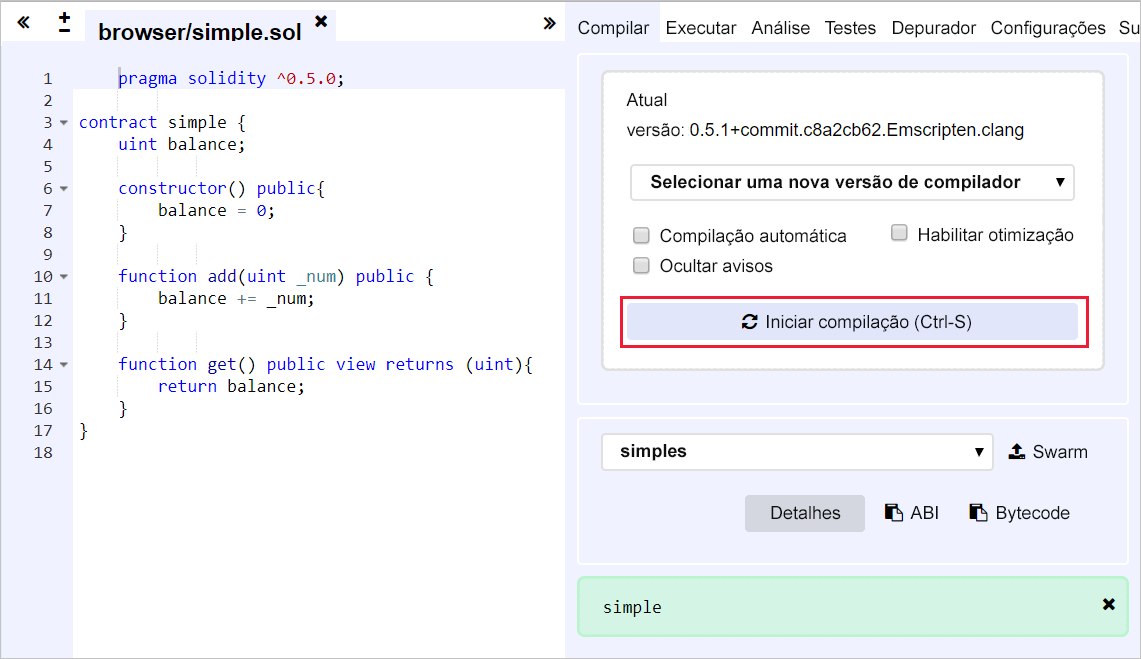 browser/simple.sol
Compilar Executar Análise Testes Depurador Configurações Su
1 pragma solidity ^0.5.0;
2
3 contract simple {
4 uint balance;
5
6 constructor() public{
7 balance = 0;
8 }
9
10 function add(uint _num) public {
11 balance += _num;
12 }
13
14 function get() public view returns (uint){
15 return balance;
16 }
17 }
18
Atual
versão: 0.5.1+commit.c8a2cb62.Emscripten.clang
Selecionar uma nova versão de compilador
Compilação automática Habilitar otimização
Ocultar avisos
Iniciar compilação (Ctrl-S)
simples Swarm
Detalhes ABI Bytecode
simple